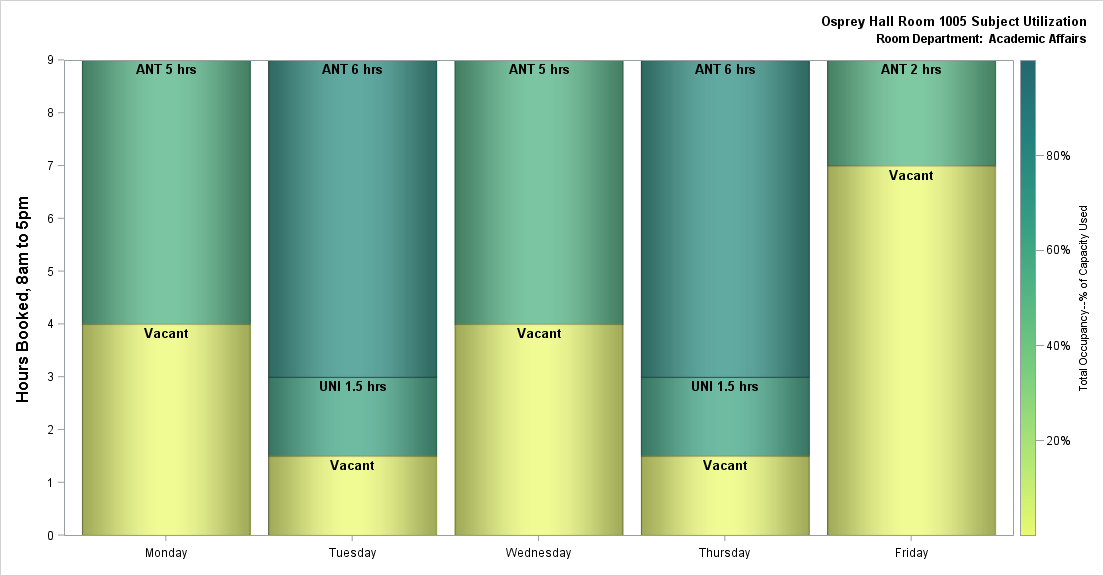 Osprey Hall Room 1005 Subject Utilization
Room Department: Academic Affairs
Hours Booked, 8am to 5pm
9
8
7
6
5
4
3
2
1
0
ANT 5 hrs
Vacant
Monday
ANT 6 hrs
UNI 1.5 hrs
Vacant
Tuesday
ANT 5 hrs
Vacant
Wednesday
ANT 6 hrs
UNI 1.5 hrs
Vacant
Thursday
ANT 2 hrs
Vacant
Friday
80%
60%
40%
20%
Total Occupancy--% of Capacity Used